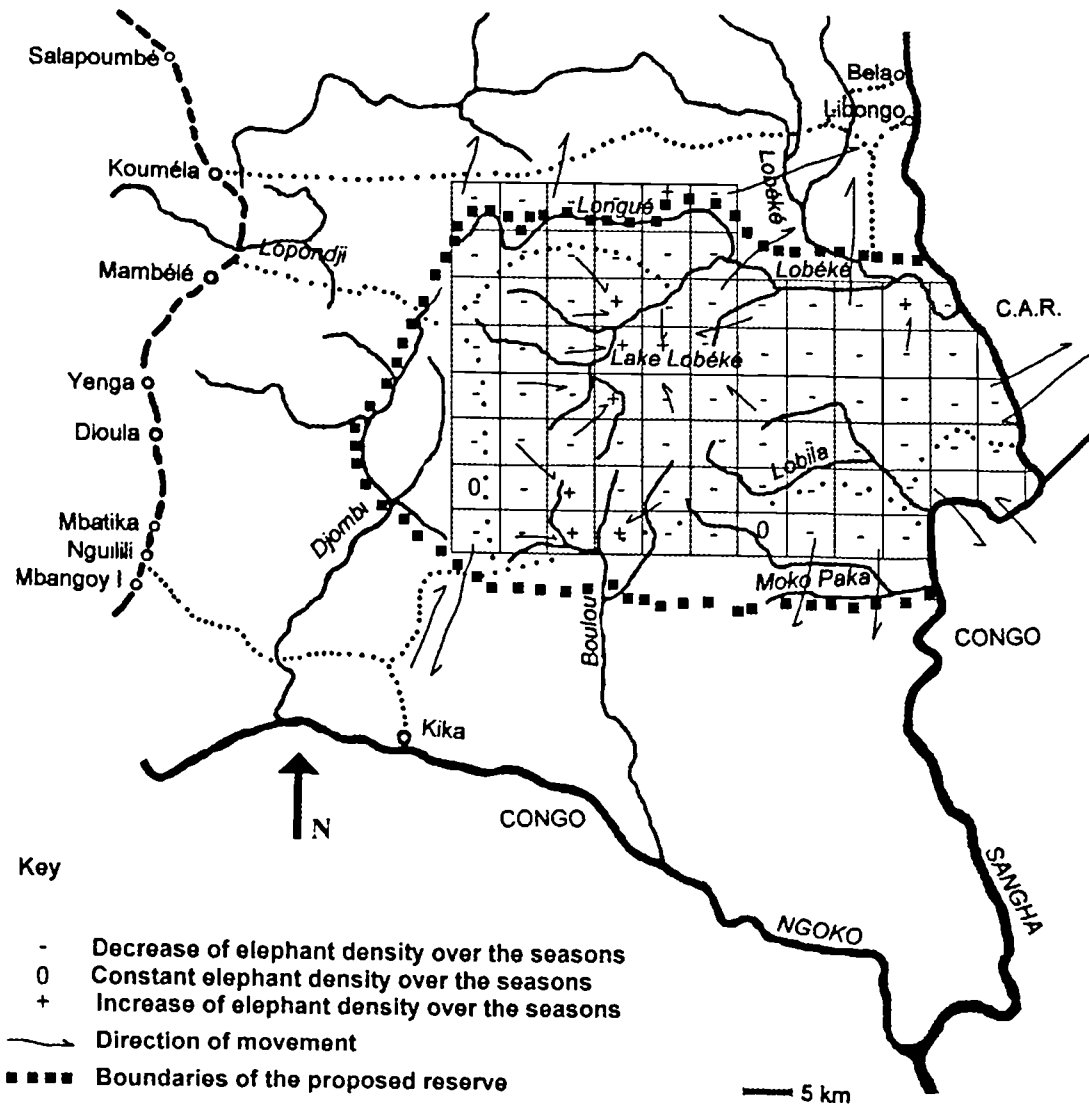 Salapoumbé
Belao
Libongo
Kouméla
Lobéké
Longué
Lopondji
Mambélé
Lobéké
C.A.R.
Lake Lobéké
Yenga
Dioula
Lobila
0
Mbatika
Djombi
0
Nguilili
Mbangoy I
Moko Paka
Boulou
CONGO
Kika
N
CONGO
SANGHA
NGOKO
Key
- Decrease of elephant density over the seasons
0 Constant elephant density over the seasons
+ Increase of elephant density over the seasons
Direction of movement
Boundaries of the proposed reserve
5 km